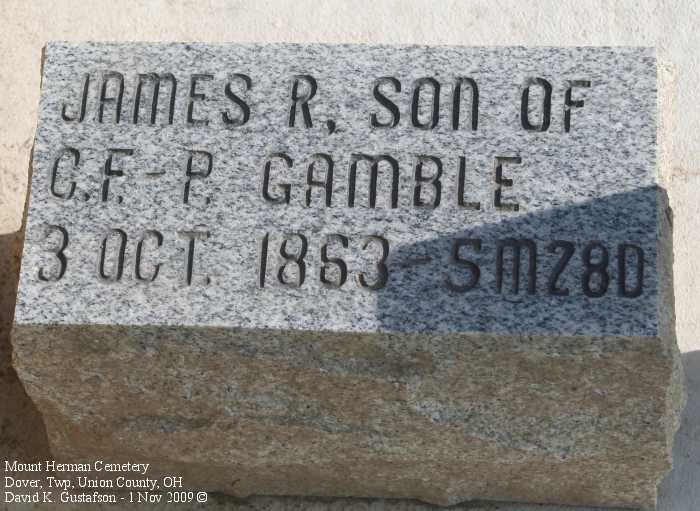 JAMES R, SON OF
C.F.-P. GAMBLE
3 OCT. 1863-5M28D
Mount Herman Cemetery
Dover, Twp, Union County, OH
David K. Gustafson - 1 Nov 2009 ©